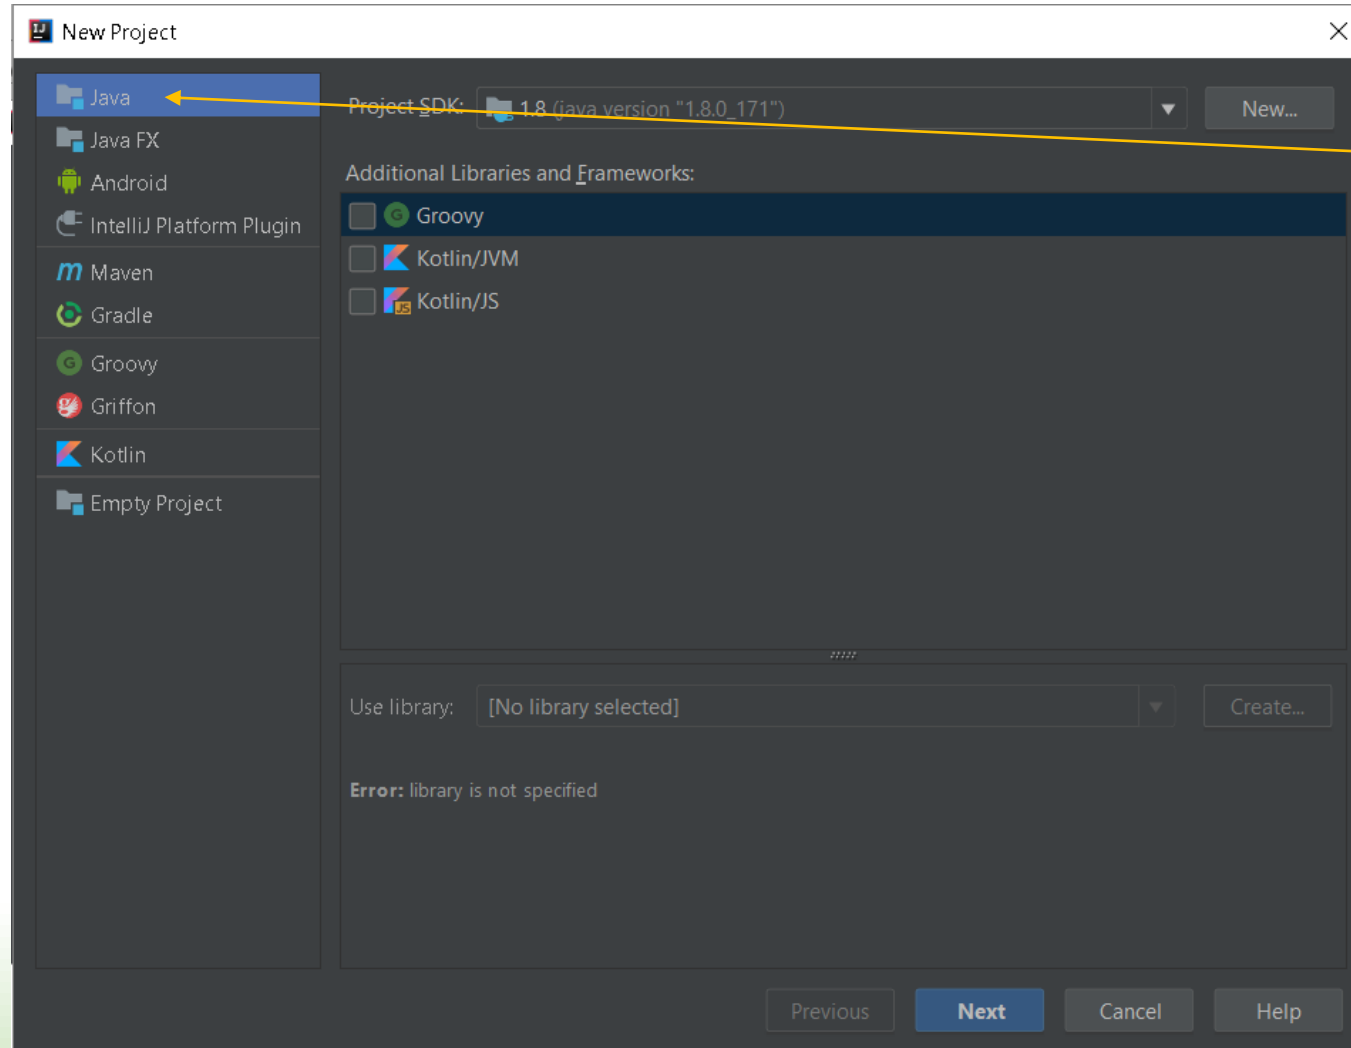 New Project
Java
Java FX
Android
IntelliJ Platform Plugin
Maven
Gradle
Groovy
Griffon
Kotlin
Empty Project
Project SDK: 1.8 (java version "1.8.0_171") New...
Additional Libraries and Frameworks:
Groovy
Kotlin/JVM
Kotlin/JS
Use library: [No library selected] Create...
Error: library is not specified
Previous Next Cancel Help